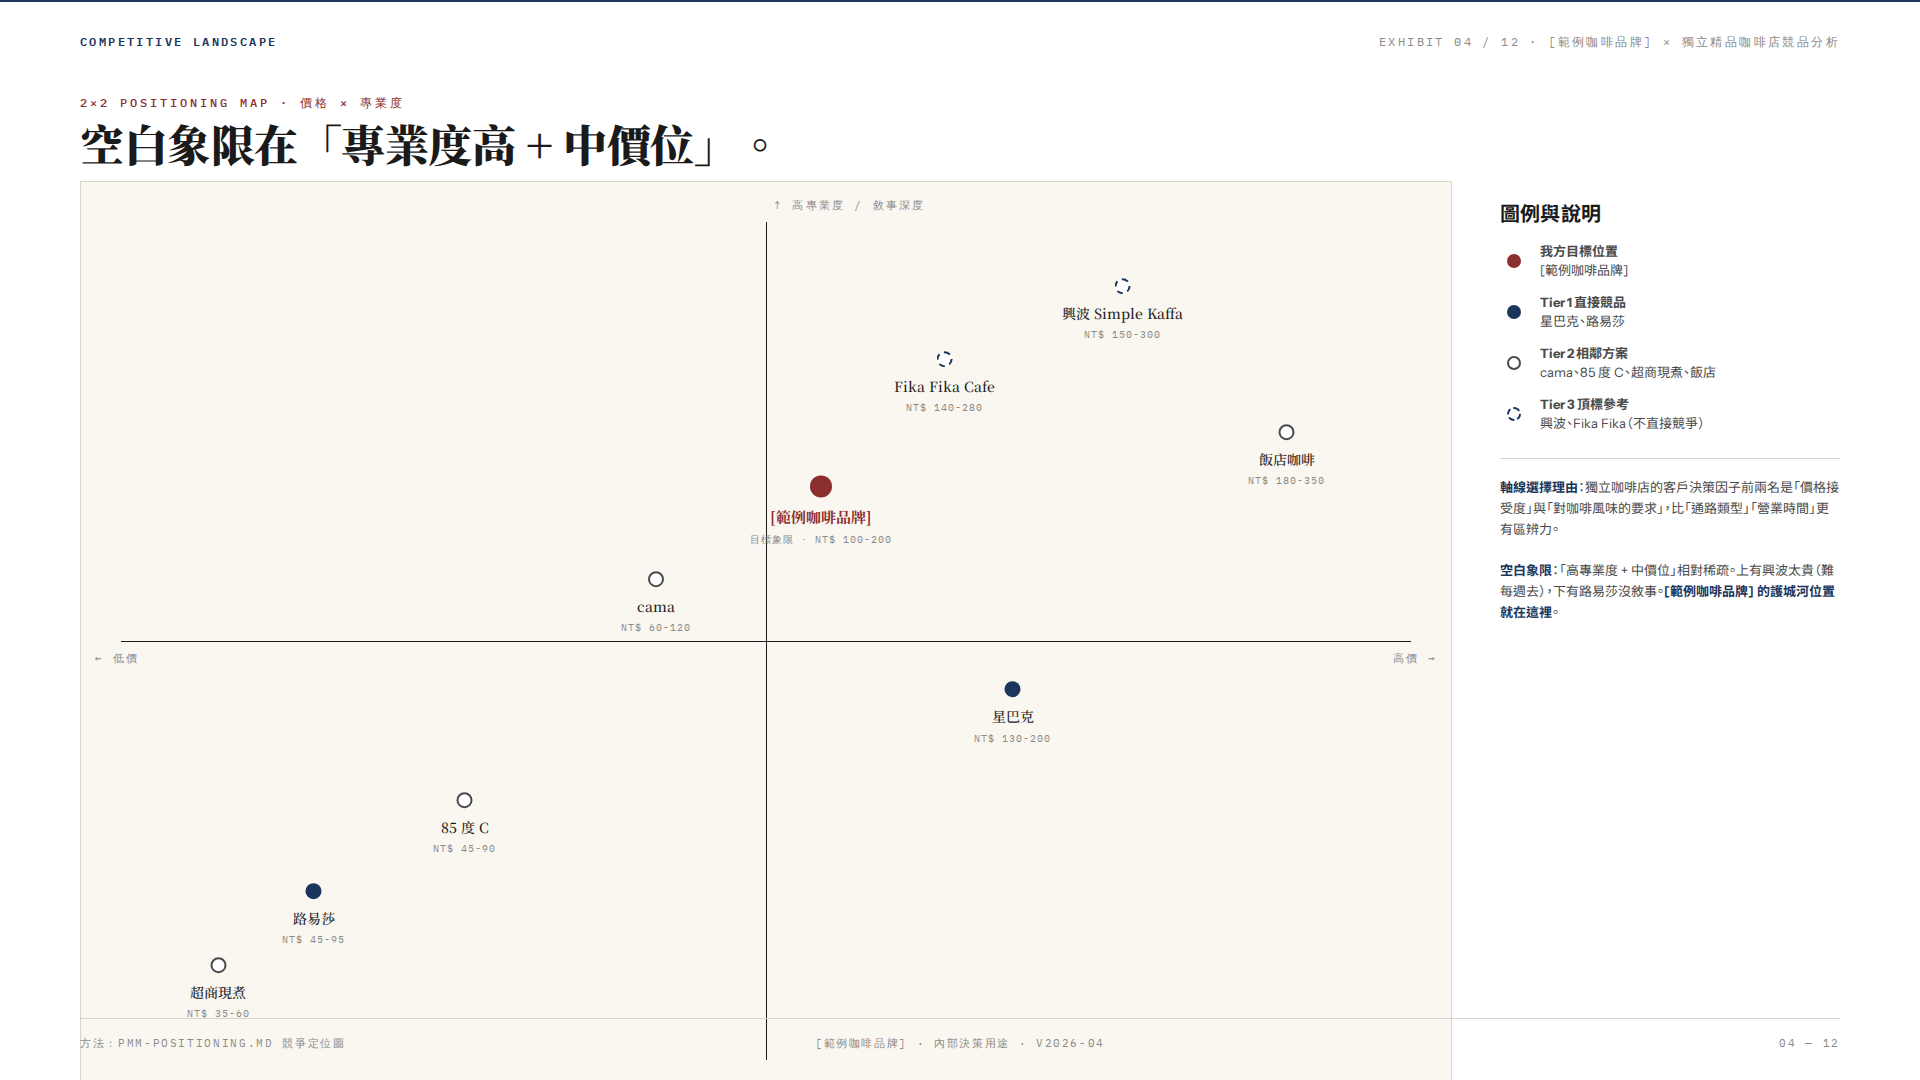 COMPETITIVE LANDSCAPE
EXHIBIT 04 / 12 · [範例咖啡品牌] × 獨立精品咖啡店競品分析
2×2 POSITIONING MAP · 價格 × 專業度
空白象限在「專業度高 + 中價位」。
↑ 高專業度 / 敘事深度
興波 Simple Kaffa
NT$ 150-300
Fika Fika Cafe
NT$ 140-280
飯店咖啡
NT$ 180-350
[範例咖啡品牌]
目標象限 · NT$ 100-200
cama
NT$ 60-120
← 低價
高價 →
星巴克
NT$ 130-200
85 度 C
NT$ 45-90
路易莎
NT$ 45-95
超商現煮
NT$ 35-60
圖例與說明
我方目標位置
[範例咖啡品牌]
Tier 1 直接競品
星巴克、路易莎
Tier 2 相鄰方案
cama、85 度 C、超商現煮、飯店
Tier 3 頂標參考
興波、Fika Fika（不直接競爭）
軸線選擇理由：獨立咖啡店的客戶決策因子前兩名是「價格接
受度」與「對咖啡風味的要求」，比「通路類型」「營業時間」更
有區辨力。
空白象限：「高專業度 + 中價位」相對稀疏。上有興波太貴（難
每週去），下有路易莎沒敘事。[範例咖啡品牌] 的護城河位置
就在這裡。
方法：PMM-POSITIONING.MD 競爭定位圖
[範例咖啡品牌] · 內部決策用途 · V2026-04
04 — 12